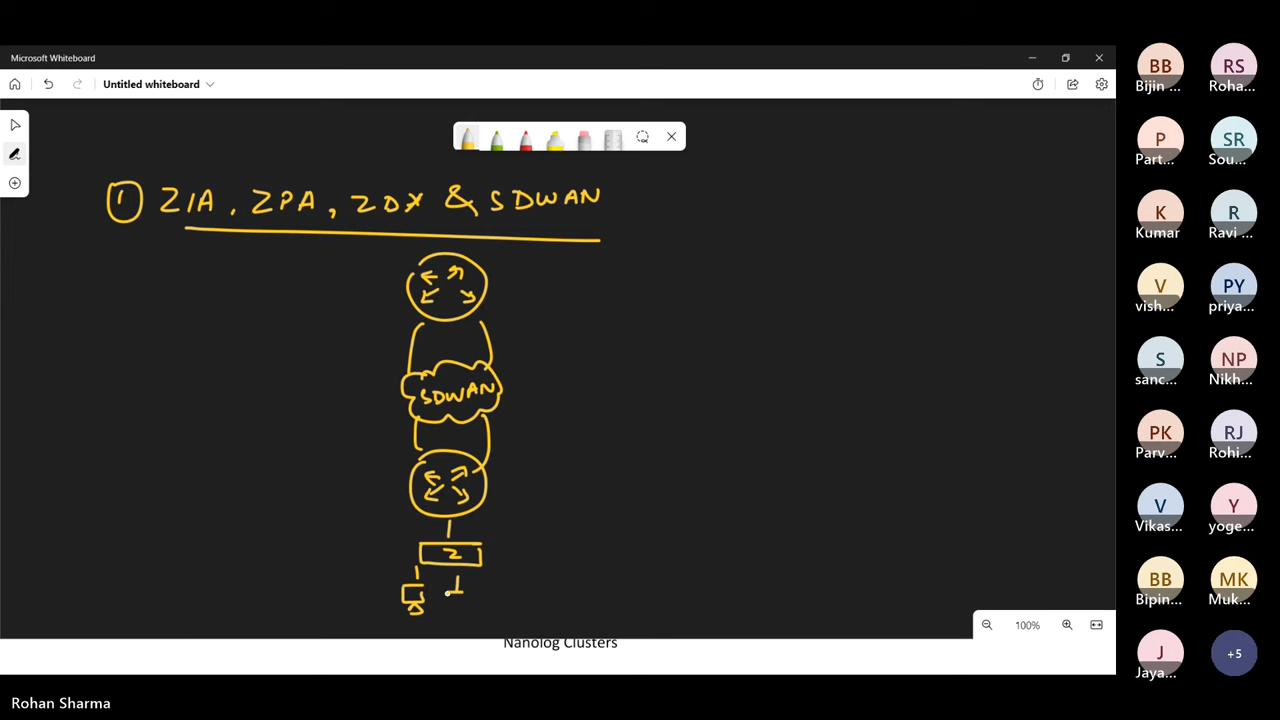 Microsoft Whiteboard
Untitled whiteboard
① ZIA, ZPA, ZDX & SDWAN
SDWAN
2
100%
Nanolog Clusters
Rohan Sharma
BB RS
Bijin ... Roha...
P SR
Part... Sou...
K R
Kumar Ravi ...
V PY
vish... priya...
S NP
sanc... Nikh...
PK RJ
Parv... Rohi...
V Y
Vikas... yoge...
BB MK
Bipin... Muk...
J +5
Jaya...